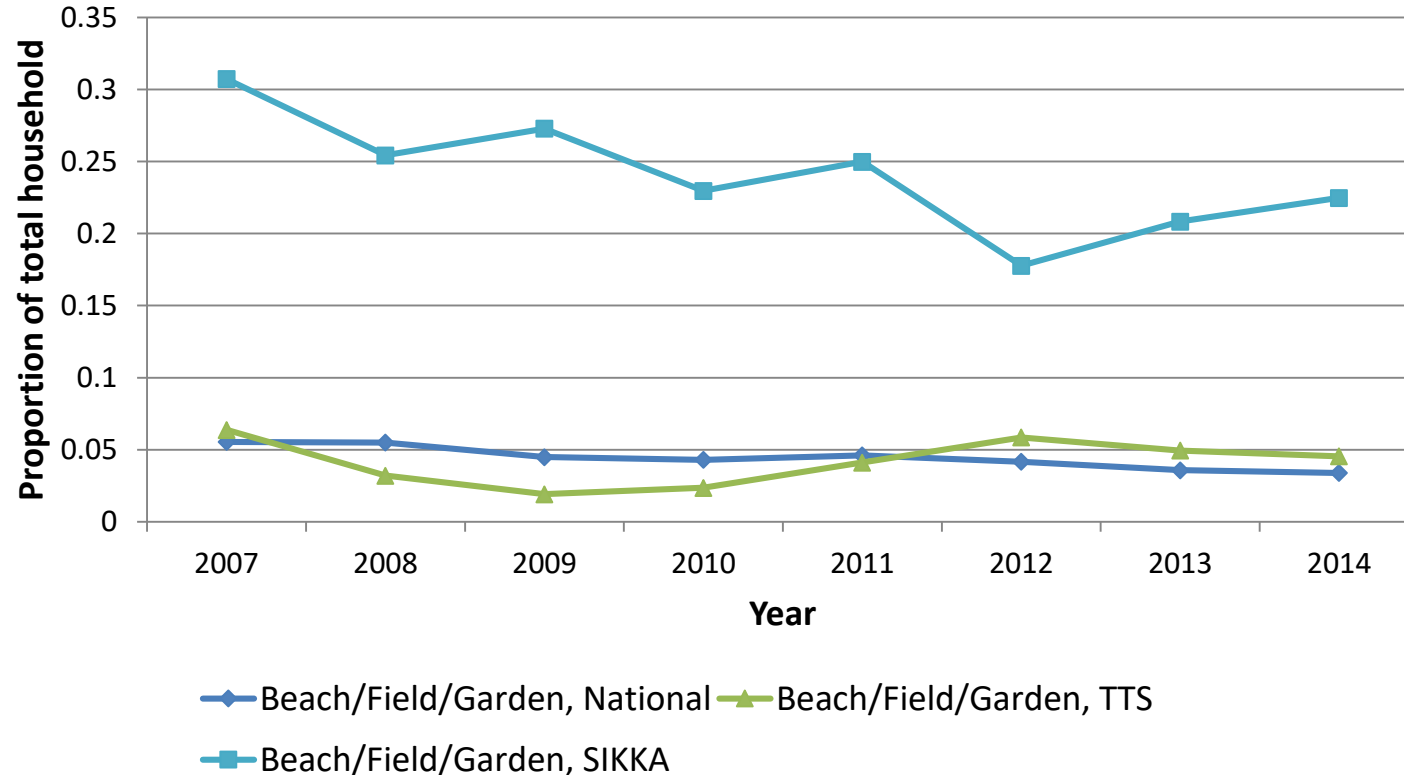 Proportion of total household
0.35
0.3
0.25
0.2
0.15
0.1
0.05
0
2007 2008 2009 2010 2011 2012 2013 2014
Year
Beach/Field/Garden, National Beach/Field/Garden, TTS
Beach/Field/Garden, SIKKA